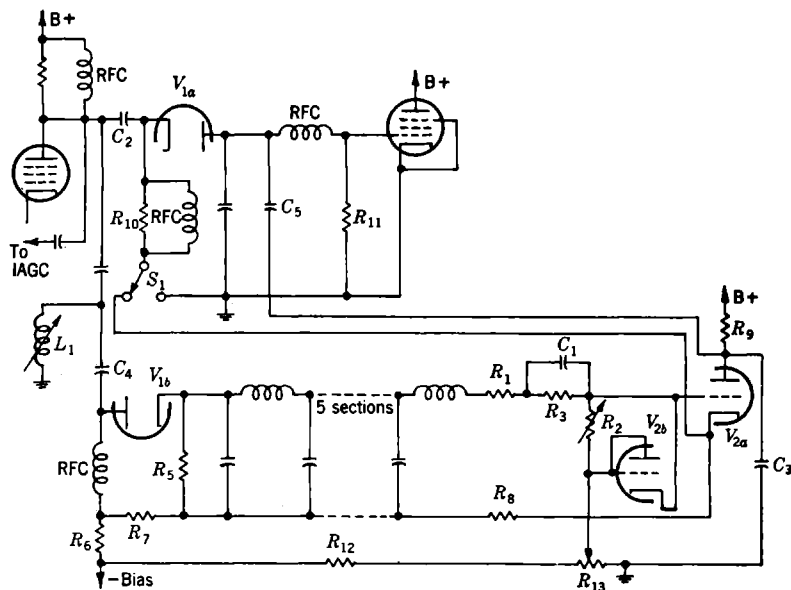 B+
RFC
V1a
C2
RFC
B+
R10
RFC
C5
R11
To
IAGC
S1
B+
R9
L1
C4
V1b
5 sections
R1
C1
R3
R2
V2b
V2a
C3
RFC
R5
R7
R8
R6
R12
R13
-Bias